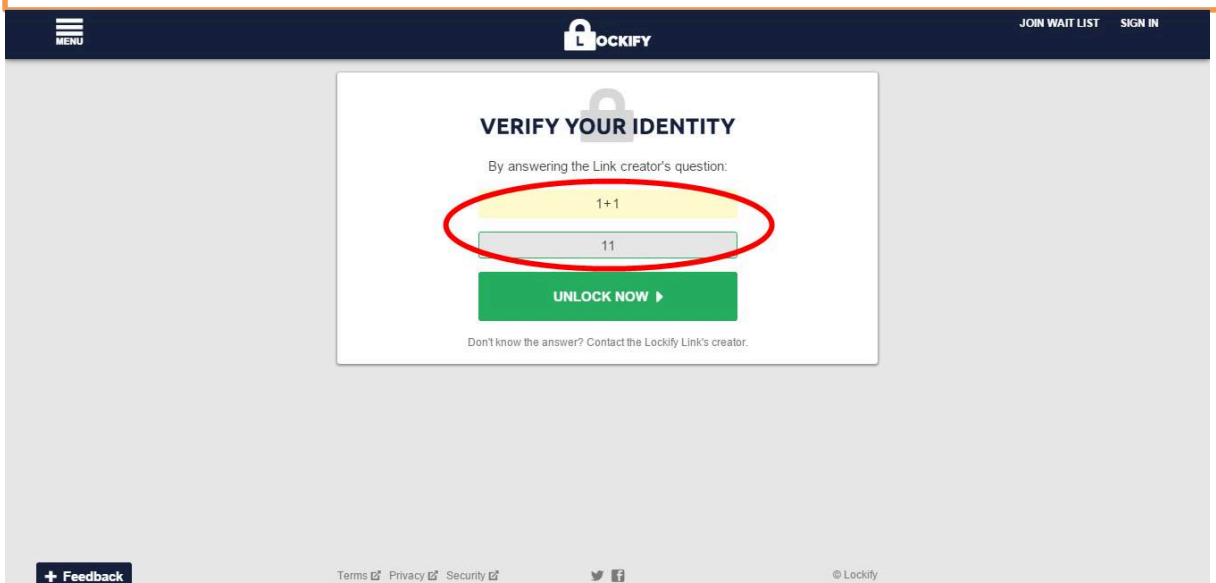 MENU
LOCKIFY
JOIN WAIT LIST SIGN IN
VERIFY YOUR IDENTITY
By answering the Link creator's question:
1+1
11
UNLOCK NOW
Don't know the answer? Contact the Lockify Link's creator.
+ Feedback
Terms Privacy Security
© Lockify